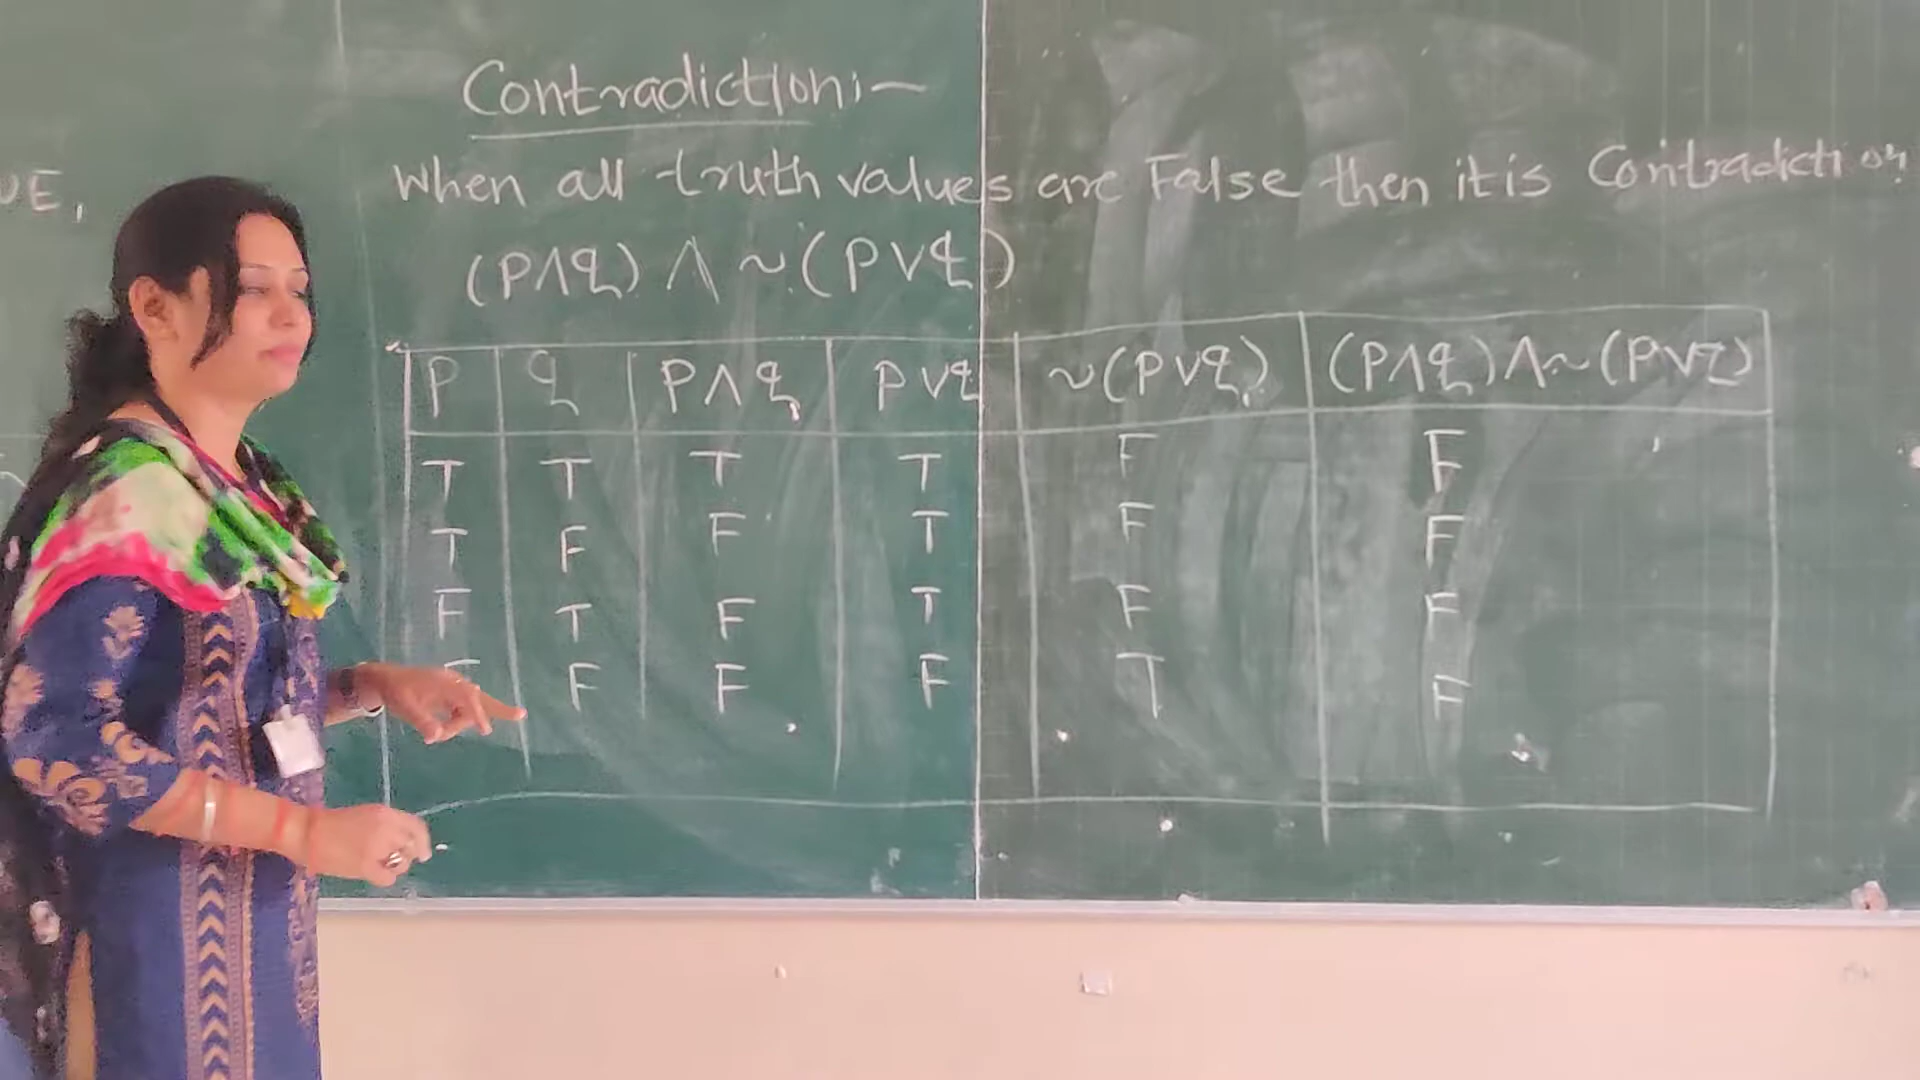 Contradiction:-
UE,
When all truth values are False then it is Contradiction
(P∧q) ∧ ~(P∨q)
P q P∧q P∨q ~(P∨q) (P∧q)∧~(P∨q)
T T T T F F
T F F T F F
F T F T F F
F F F F T F